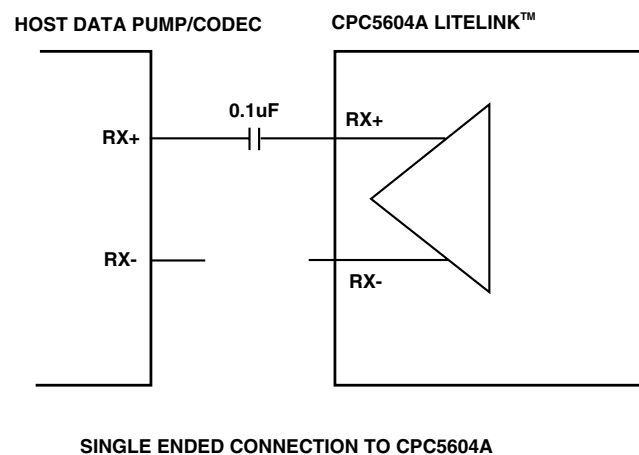 HOST DATA PUMP/CODEC
CPC5604A LITELINK™
0.1uF
RX+
RX+
RX-
RX-
SINGLE ENDED CONNECTION TO CPC5604A